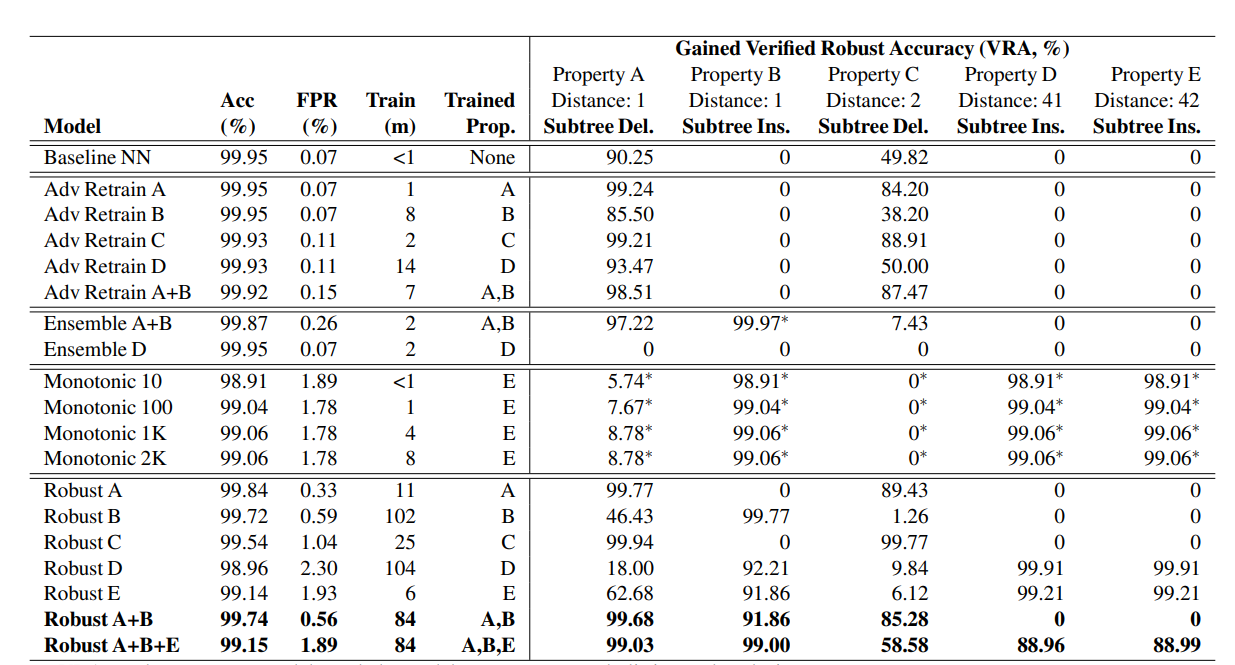 Gained Verified Robust Accuracy (VRA, %)
Property A Property B Property C Property D Property E
Acc FPR Train Trained Distance: 1 Distance: 1 Distance: 2 Distance: 41 Distance: 42
Model (%) (%) (m) Prop. Subtree Del. Subtree Ins. Subtree Del. Subtree Ins. Subtree Ins.
Baseline NN 99.95 0.07 <1 None 90.25 0 49.82 0 0
Adv Retrain A 99.95 0.07 1 A 99.24 0 84.20 0 0
Adv Retrain B 99.95 0.07 8 B 85.50 0 38.20 0 0
Adv Retrain C 99.93 0.11 2 C 99.21 0 88.91 0 0
Adv Retrain D 99.93 0.11 14 D 93.47 0 50.00 0 0
Adv Retrain A+B 99.92 0.15 7 A,B 98.51 0 87.47 0 0
Ensemble A+B 99.87 0.26 2 A,B 97.22 99.97* 7.43 0 0
Ensemble D 99.95 0.07 2 D 0 0 0 0 0
Monotonic 10 98.91 1.89 <1 E 5.74* 98.91* 0* 98.91* 98.91*
Monotonic 100 99.04 1.78 1 E 7.67* 99.04* 0* 99.04* 99.04*
Monotonic 1K 99.06 1.78 4 E 8.78* 99.06* 0* 99.06* 99.06*
Monotonic 2K 99.06 1.78 8 E 8.78* 99.06* 0* 99.06* 99.06*
Robust A 99.84 0.33 11 A 99.77 0 89.43 0 0
Robust B 99.72 0.59 102 B 46.43 99.77 1.26 0 0
Robust C 99.54 1.04 25 C 99.94 0 99.77 0 0
Robust D 98.96 2.30 104 D 18.00 92.21 9.84 99.91 99.91
Robust E 99.14 1.93 6 E 62.68 91.86 6.12 99.21 99.21
Robust A+B 99.74 0.56 84 A,B 99.68 91.86 85.28 0 0
Robust A+B+E 99.15 1.89 84 A,B,E 99.03 99.00 58.58 88.96 88.99